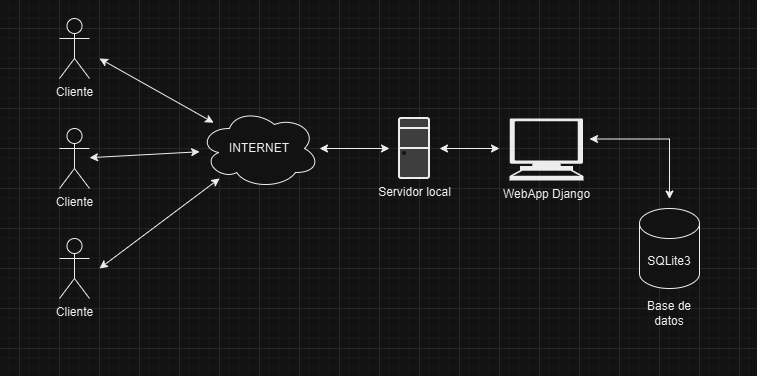 Cliente
Cliente
Cliente
INTERNET
Servidor local
WebApp Django
SQLite3
Base de
datos